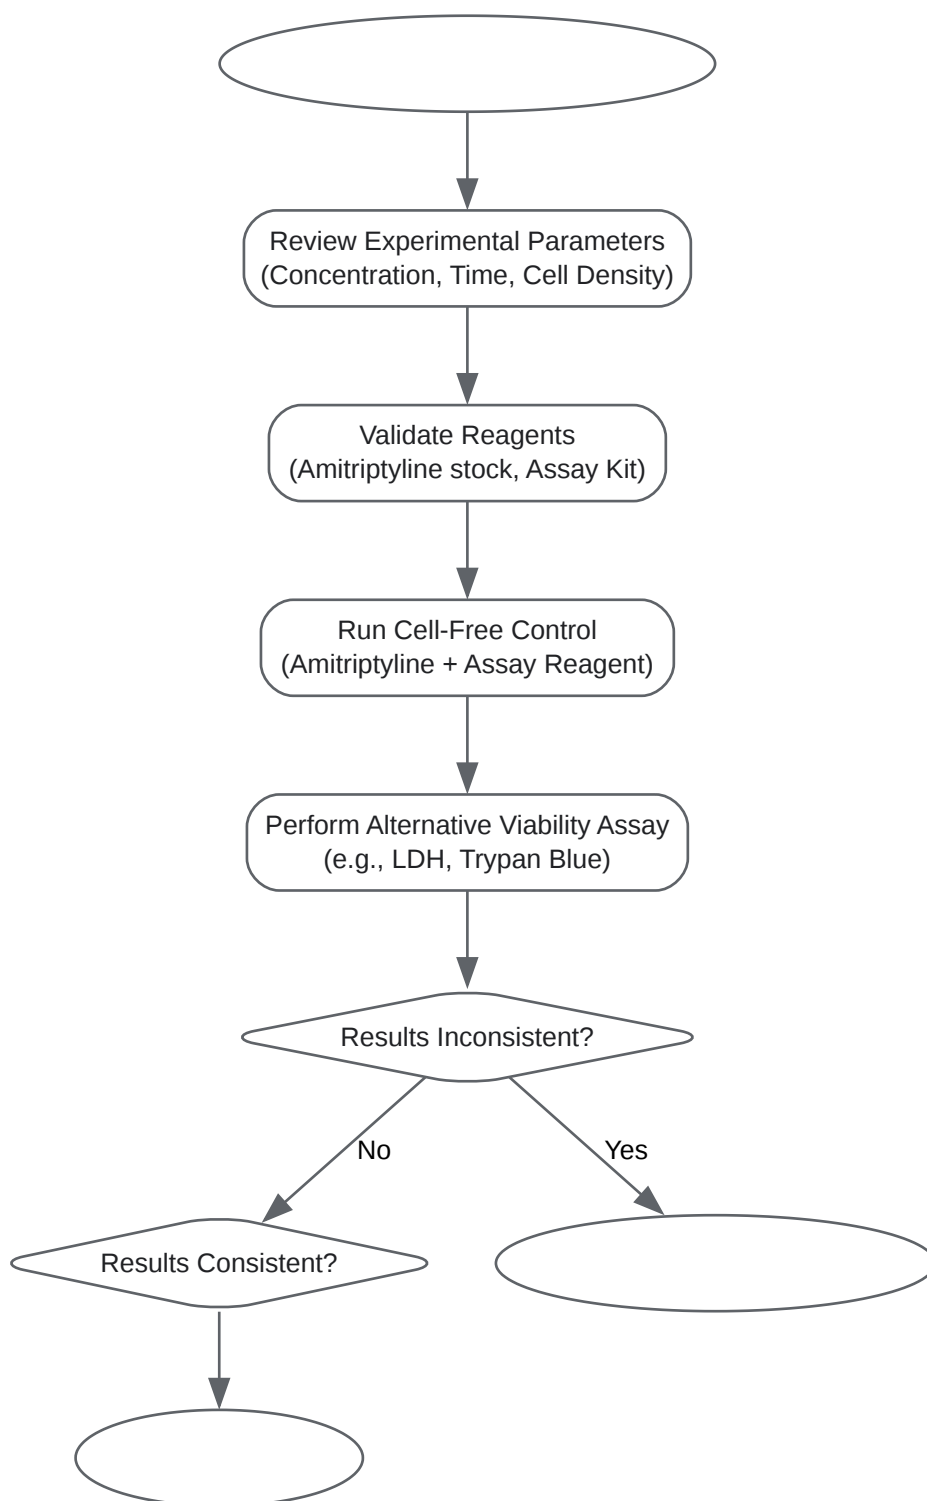 Review Experimental Parameters
(Concentration, Time, Cell Density)
Validate Reagents
(Amitriptyline stock, Assay Kit)
Run Cell-Free Control
(Amitriptyline + Assay Reagent)
Perform Alternative Viability Assay
(e.g., LDH, Trypan Blue)
Results Inconsistent?
No
Yes
Results Consistent?